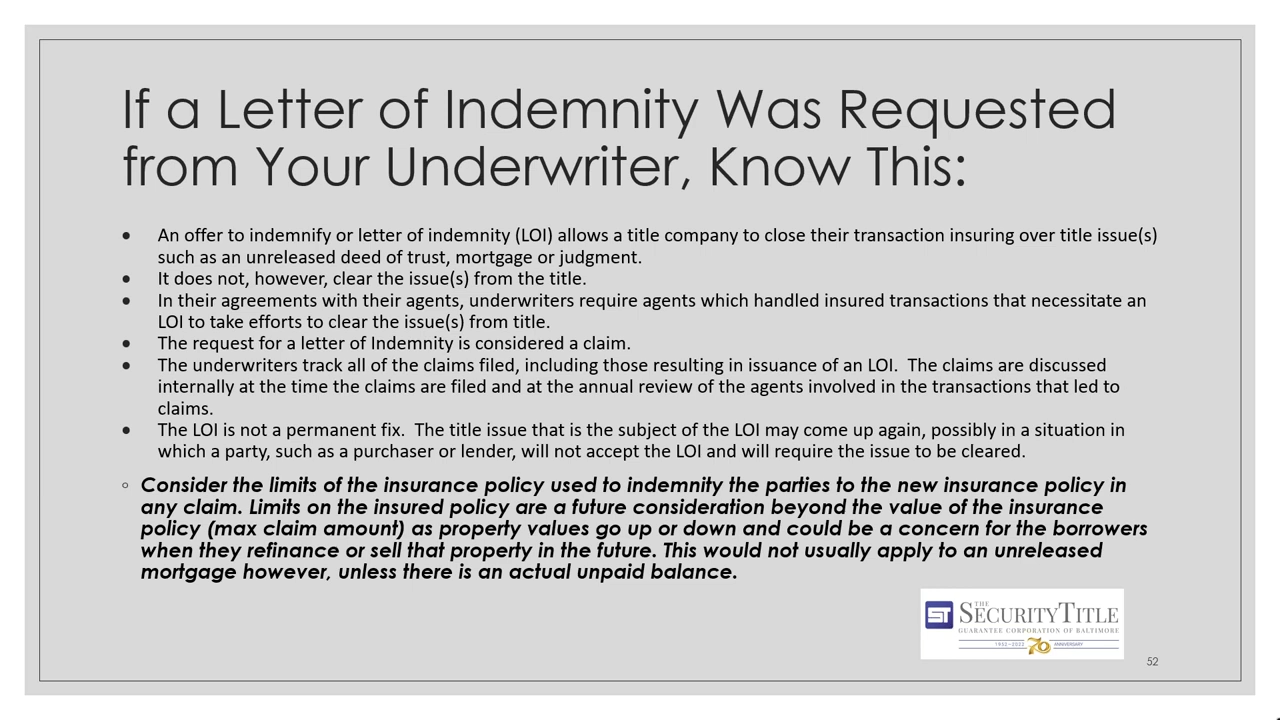 If a Letter of Indemnity Was Requested
from Your Underwriter, Know This:
• An offer to indemnify or letter of indemnity (LOI) allows a title company to close their transaction insuring over title issue(s)
such as an unreleased deed of trust, mortgage or judgment.
• It does not, however, clear the issue(s) from the title.
• In their agreements with their agents, underwriters require agents which handled insured transactions that necessitate an
LOI to take efforts to clear the issue(s) from title.
• The request for a letter of Indemnity is considered a claim.
• The underwriters track all of the claims filed, including those resulting in issuance of an LOI.  The claims are discussed
internally at the time the claims are filed and at the annual review of the agents involved in the transactions that led to
claims.
• The LOI is not a permanent fix.  The title issue that is the subject of the LOI may come up again, possibly in a situation in
which a party, such as a purchaser or lender, will not accept the LOI and will require the issue to be cleared.
◦ Consider the limits of the insurance policy used to indemnity the parties to the new insurance policy in
any claim. Limits on the insured policy are a future consideration beyond the value of the insurance
policy (max claim amount) as property values go up or down and could be a concern for the borrowers
when they refinance or sell that property in the future. This would not usually apply to an unreleased
mortgage however, unless there is an actual unpaid balance.
ST THE SECURITYTITLE
GUARANTEE CORPORATION OF BALTIMORE
1952–2022 70 ANNIVERSARY
52